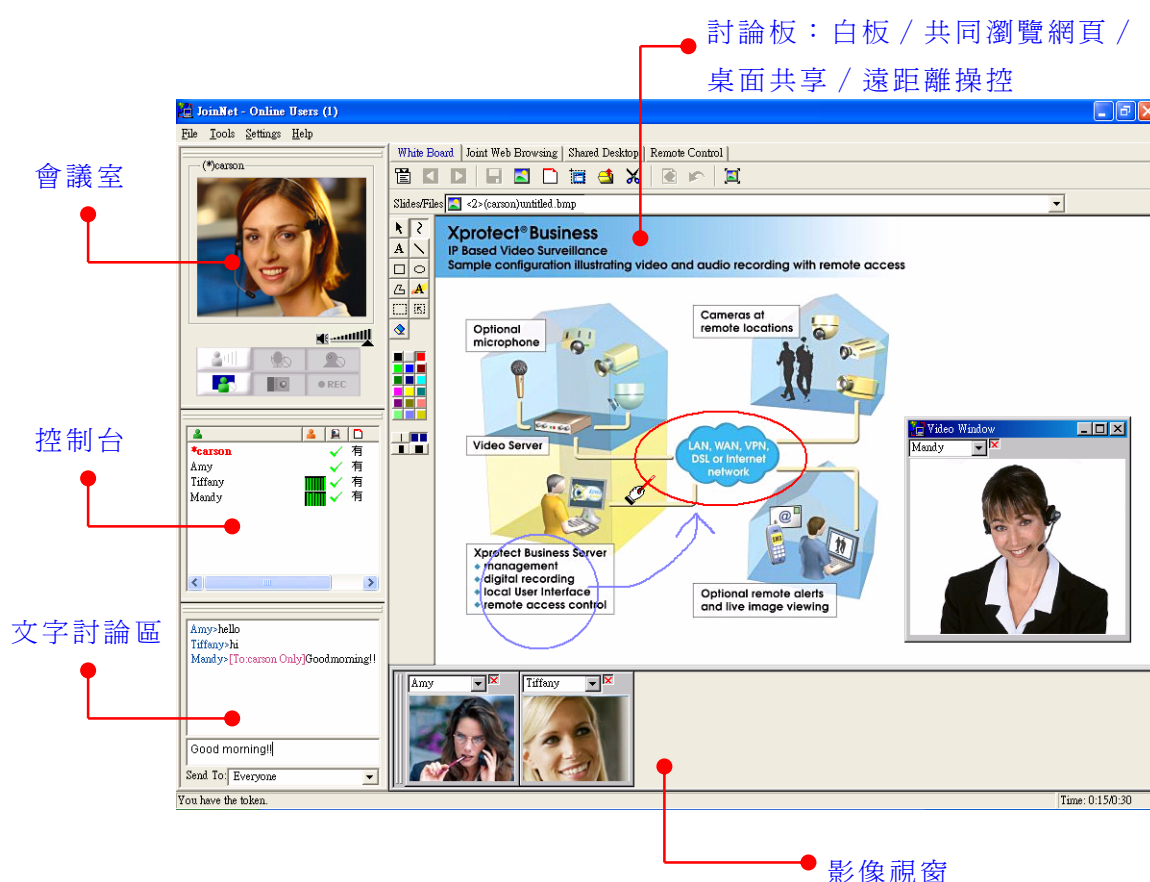 討論板：白板 / 共同瀏覽網頁 /
桌面共享 / 遠距離操控
JoinNet - Online Users (1)
File Tools Settings Help
會議室
(*)carson
White Board Joint Web Browsing Shared Desktop Remote Control
Slides/Files <2>(carson)untitled.bmp
Xprotect® Business
IP Based Video Surveillance
Sample configuration illustrating video and audio recording with remote access
Optional
microphone
Cameras at
remote locations
REC
控制台
*carson 有
Amy 有
Tiffany 有
Mandy 有
Video Server
LAN, WAN, VPN,
DSL or Internet
network
Video Window
Mandy
@
SMS
Xprotect Business Server
management
digital recording
local User Interface
remote access control
Optional remote alerts
and live image viewing
文字討論區
Amy>hello
Tiffany>hi
Mandy>[To:carson Only]Goodmorning!!
Good morning!!
Send To: Everyone
Amy
Tiffany
You have the token.
Time: 0:15/0:30
影像視窗